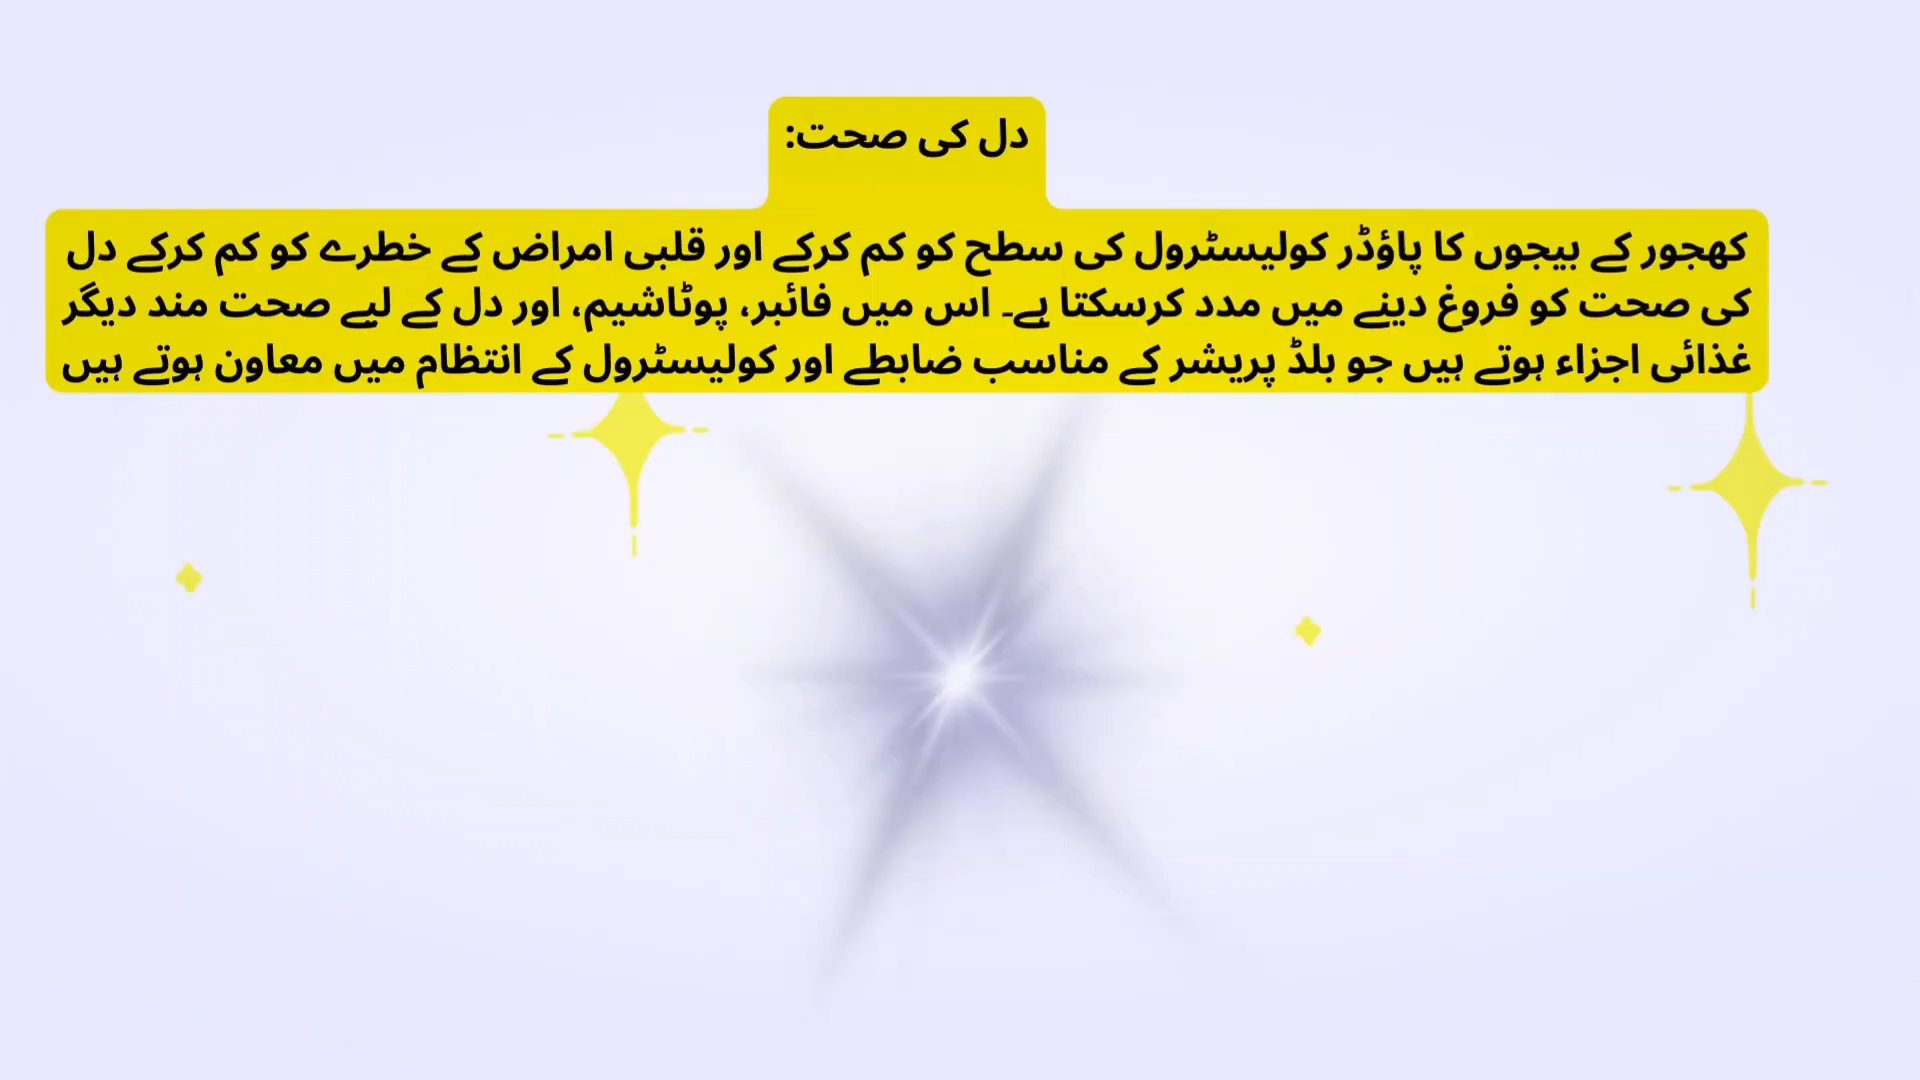 دل کی صحت:
کھجور کے بیجوں کا پاؤڈر کولیسٹرول کی سطح کو کم کرکے اور قلبی امراض کے خطرے کو کم کرکے دل
کی صحت کو فروغ دینے میں مدد کرسکتا ہے۔ اس میں فائبر، پوٹاشیم، اور دل کے لیے صحت مند دیگر
غذائی اجزاء ہوتے ہیں جو بلڈ پریشر کے مناسب ضابطے اور کولیسٹرول کے انتظام میں معاون ہوتے ہیں